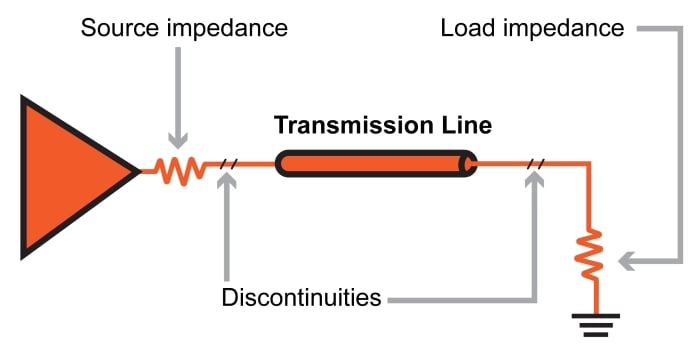 Source impedance
Load impedance
Transmission Line
Discontinuities